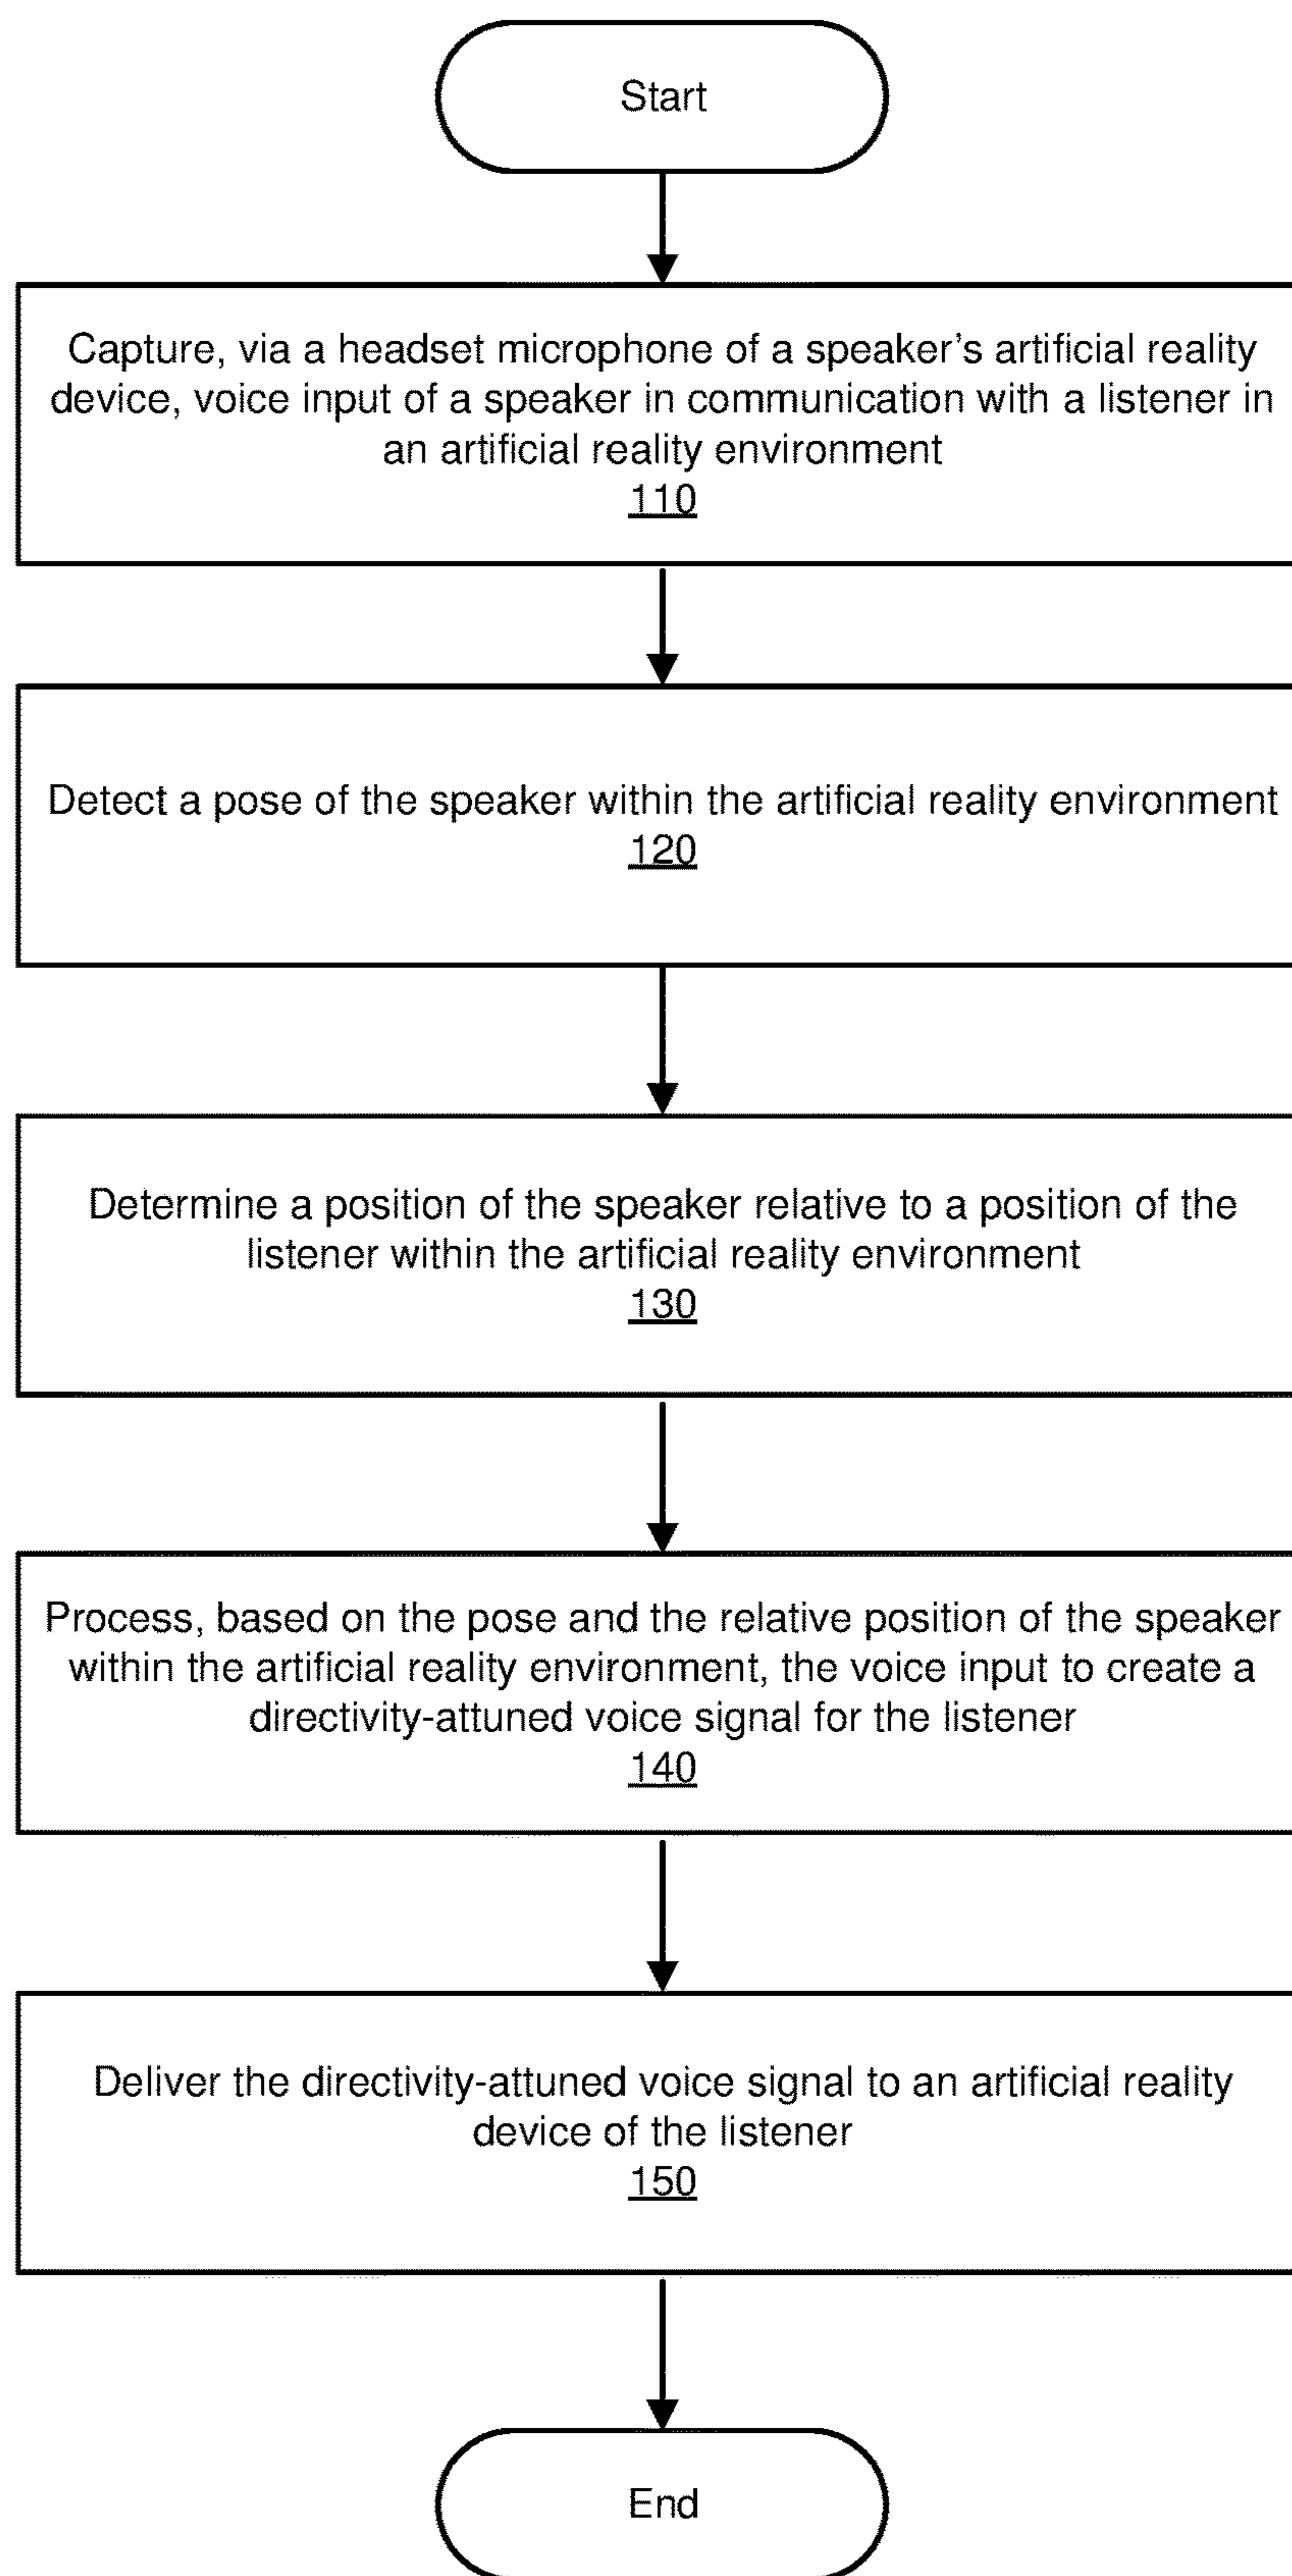 Start
Capture, via a headset microphone of a speaker's artificial reality
device, voice input of a speaker in communication with a listener in
an artificial reality environment
110
Detect a pose of the speaker within the artificial reality environment
120
Determine a position of the speaker relative to a position of the
listener within the artificial reality environment
130
Process, based on the pose and the relative position of the speaker
within the artificial reality environment, the voice input to create a
directivity-attuned voice signal for the listener
140
Deliver the directivity-attuned voice signal to an artificial reality
device of the listener
150
End